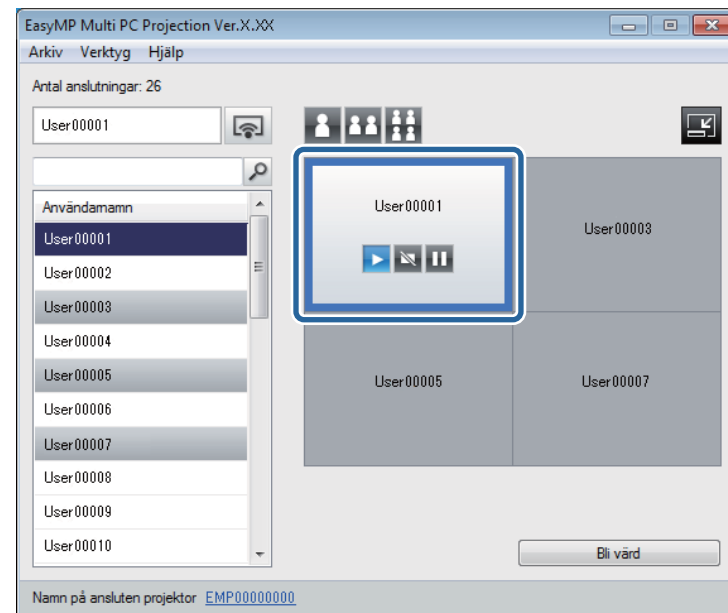 EasyMP Multi PC Projection Ver.X.XX
Arkiv Verktyg Hjälp
Antal anslutningar: 26
User00001
Användarnamn
User00001
User00002
User00003
User00004
User00005
User00006
User00007
User00008
User00009
User00010
User00001
User00003
User00005
User00007
Bli värd
Namn på ansluten projektor EMP00000000